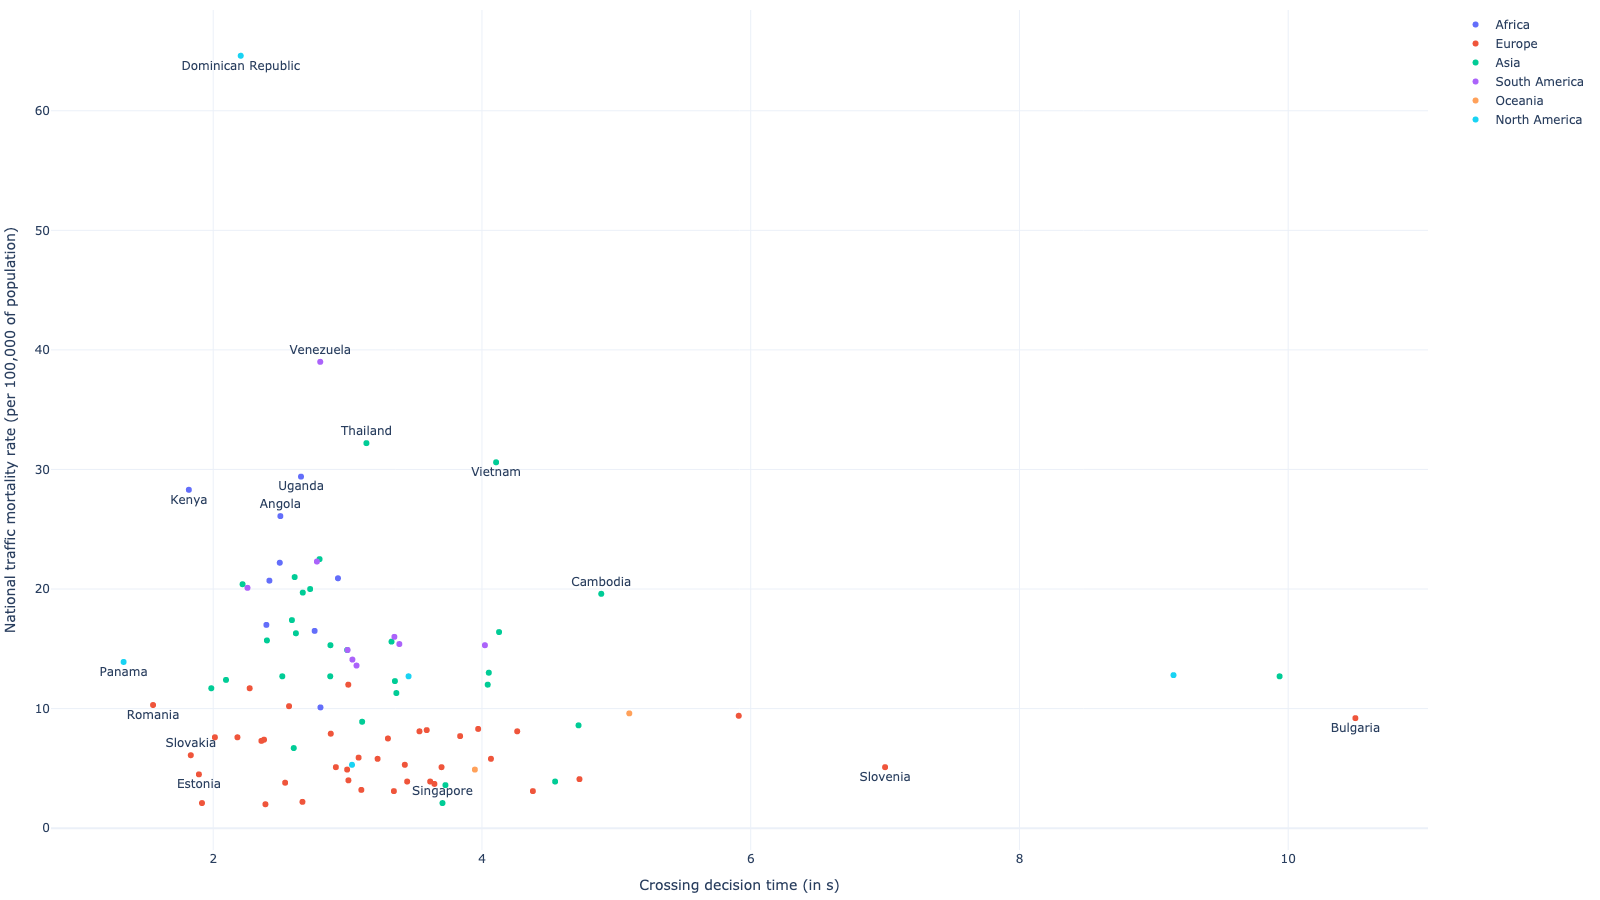 Africa
Europe
Asia
South America
Oceania
North America
Dominican Republic
60
50
Venezuela
40
Thailand
Vietnam
30
Uganda
Kenya
Angola
Cambodia
20
Panama
10
Romania
Bulgaria
Slovakia
Slovenia
Estonia
Singapore
0
2
4
6
8
10
Crossing decision time (in s)
National traffic mortality rate (per 100,000 of population)